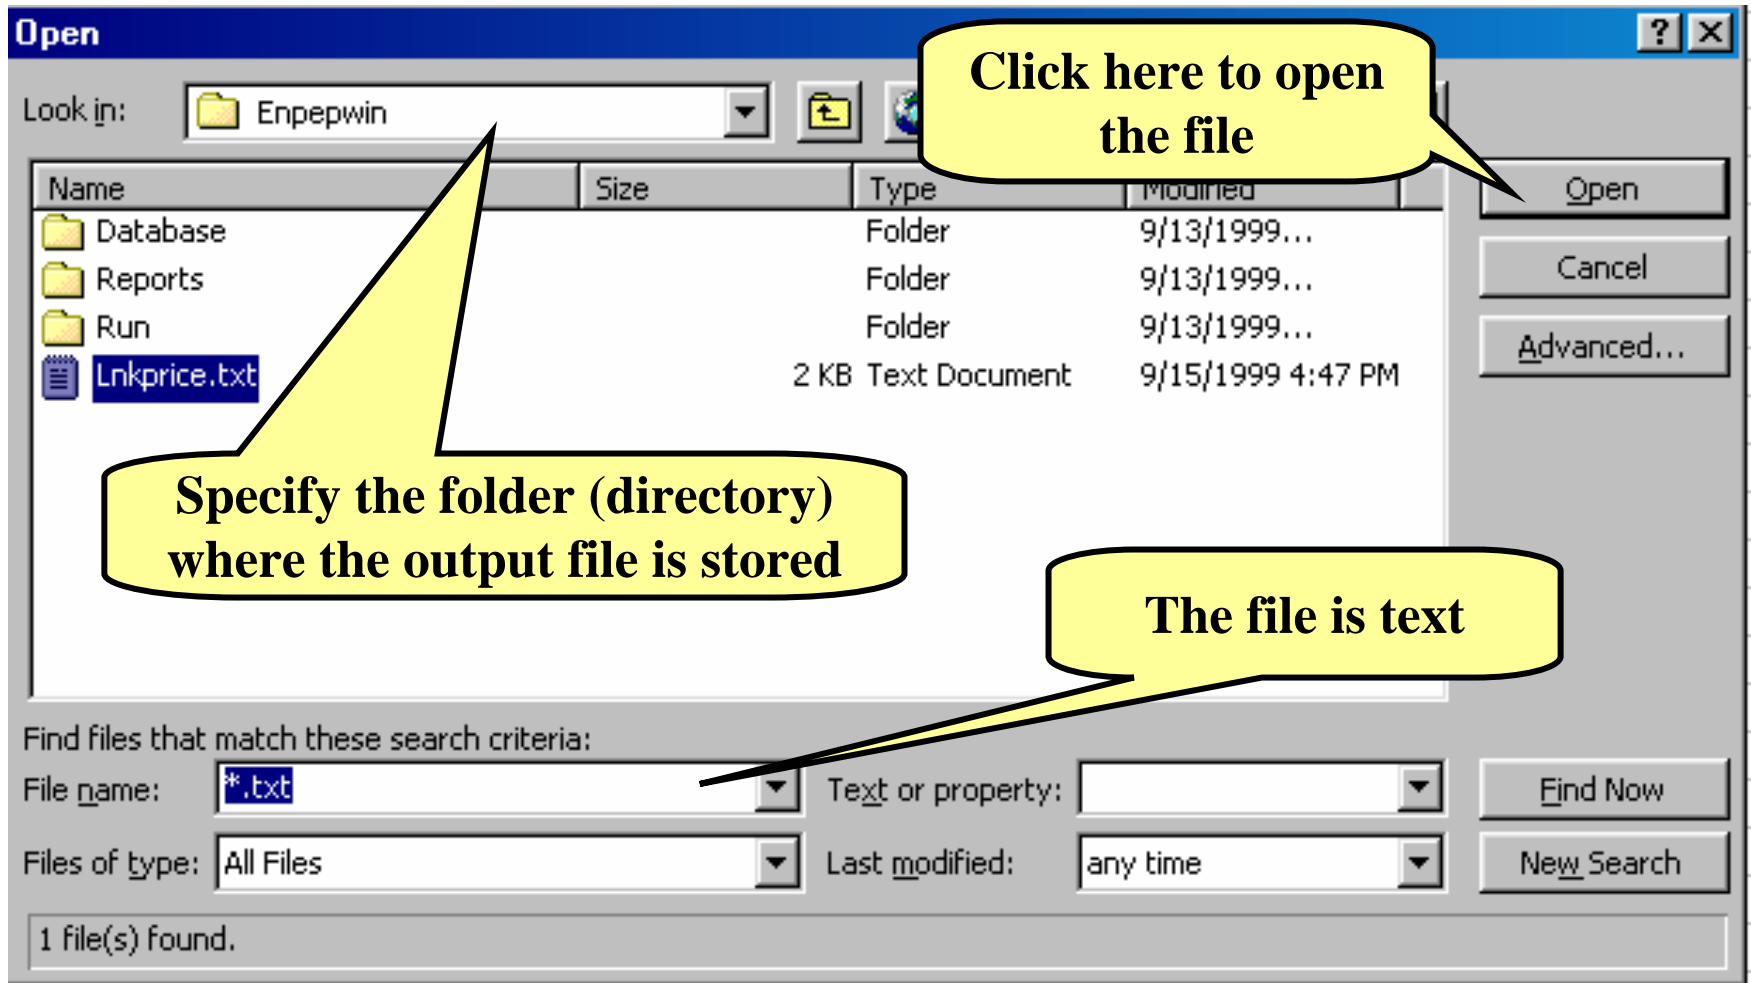 Open
Click here to open
the file
Look in: Enpepwin
Name Size Type Modified
Open
Database Folder 9/13/1999...
Reports Folder 9/13/1999...
Cancel
Run Folder 9/13/1999...
Advanced...
Lnkprice.txt 2 KB Text Document 9/15/1999 4:47 PM
Specify the folder (directory)
where the output file is stored
The file is text
Find files that match these search criteria:
File name: *.txt Text or property: Find Now
Files of type: All Files Last modified: any time New Search
1 file(s) found.